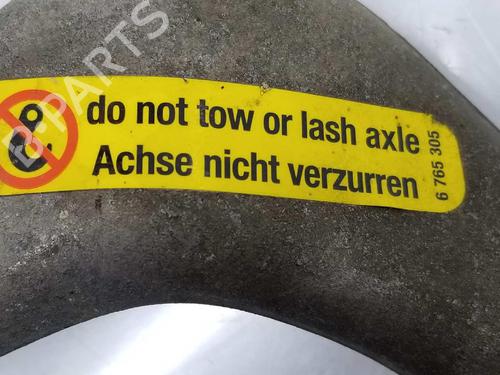 B-PARTS
do not tow or lash axle
Achse nicht verzurren
6 765 305